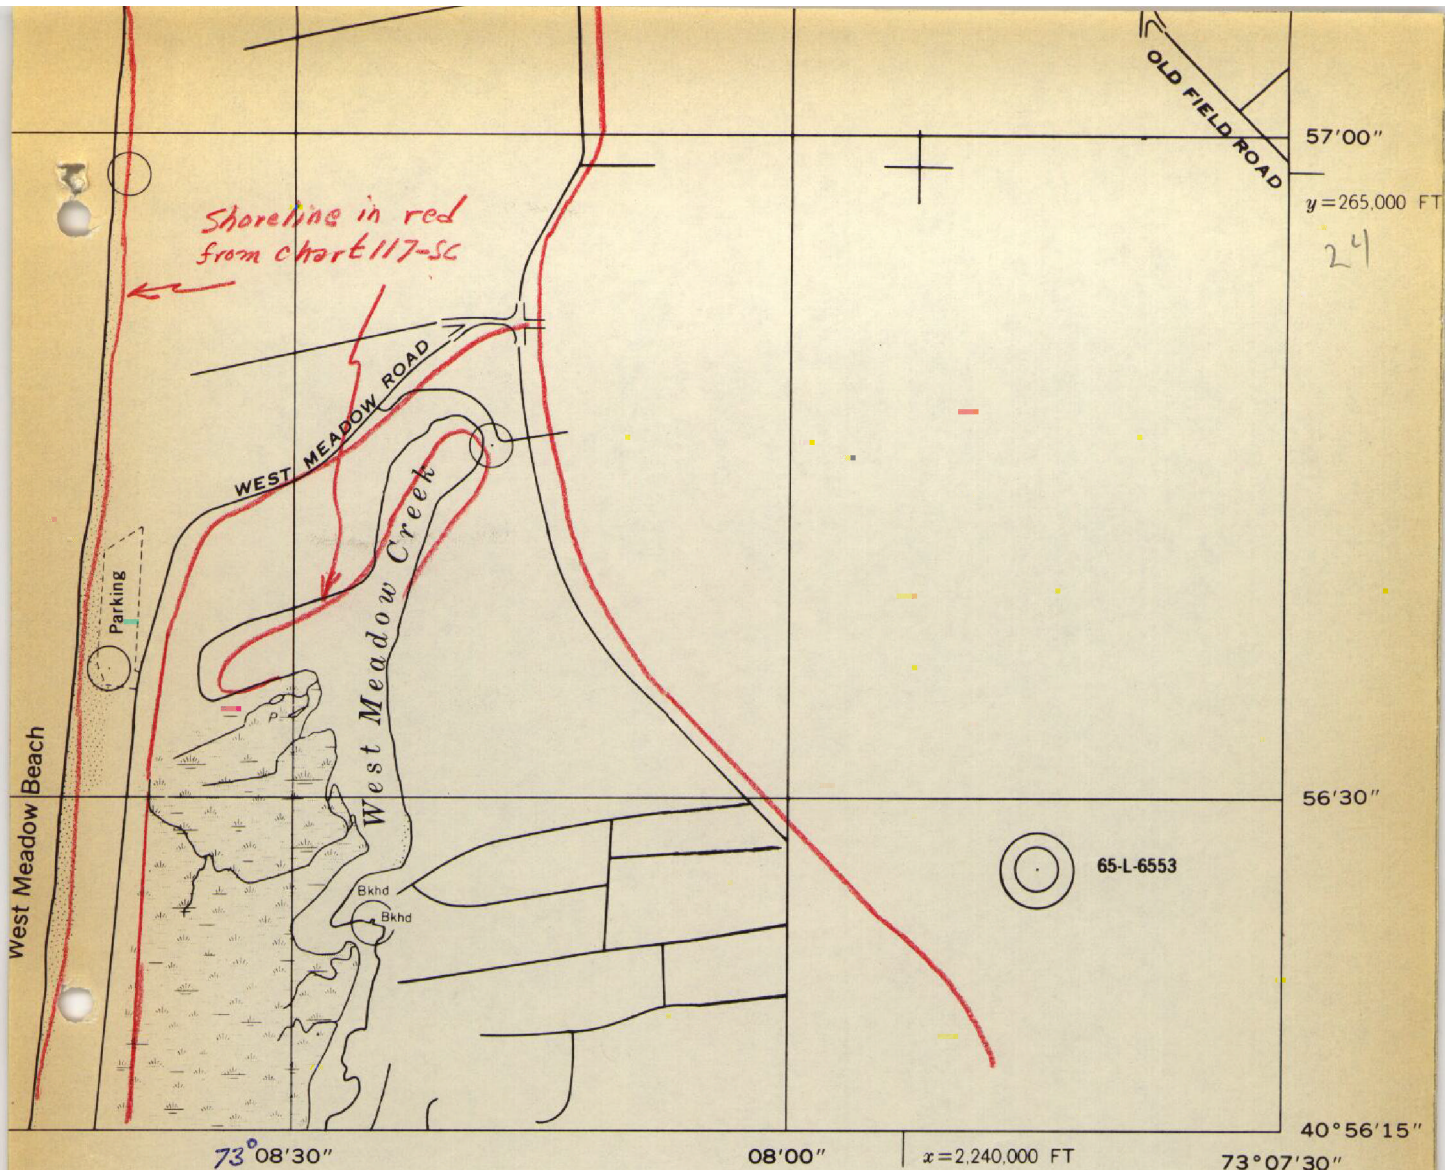 OLD FIELD ROAD
57'00"
y=265,000 FT
24
Shoreline in red
from chart 117-SC
WEST MEADOW ROAD
West Meadow Creek
Parking
P
West Meadow Beach
56'30"
65-L-6553
Bkhd
Bkhd
40°56'15"
73° 08'30"
08'00"
x=2,240,000 FT
73°07'30"